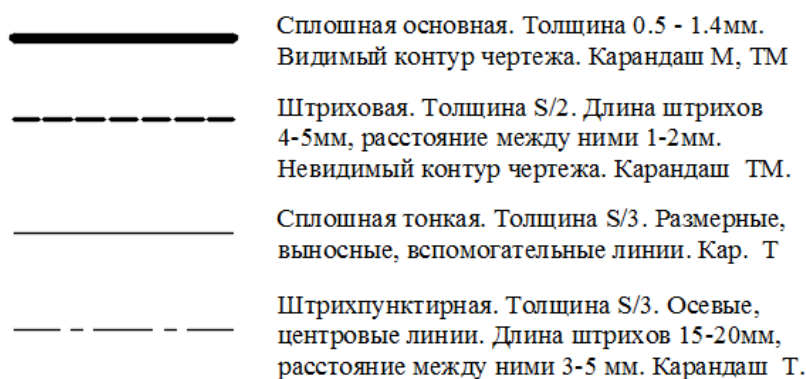 Сплошная основная. Толщина 0.5 - 1.4мм.
Видимый контур чертежа. Карандаш М, ТМ
Штриховая. Толщина S/2. Длина штрихов
4-5мм, расстояние между ними 1-2мм.
Невидимый контур чертежа. Карандаш ТМ.
Сплошная тонкая. Толщина S/3. Размерные,
выносные, вспомогательные линии. Кар. Т
Штрихпунктирная. Толщина S/3. Осевые,
центровые линии. Длина штрихов 15-20мм,
расстояние между ними 3-5 мм. Карандаш Т.